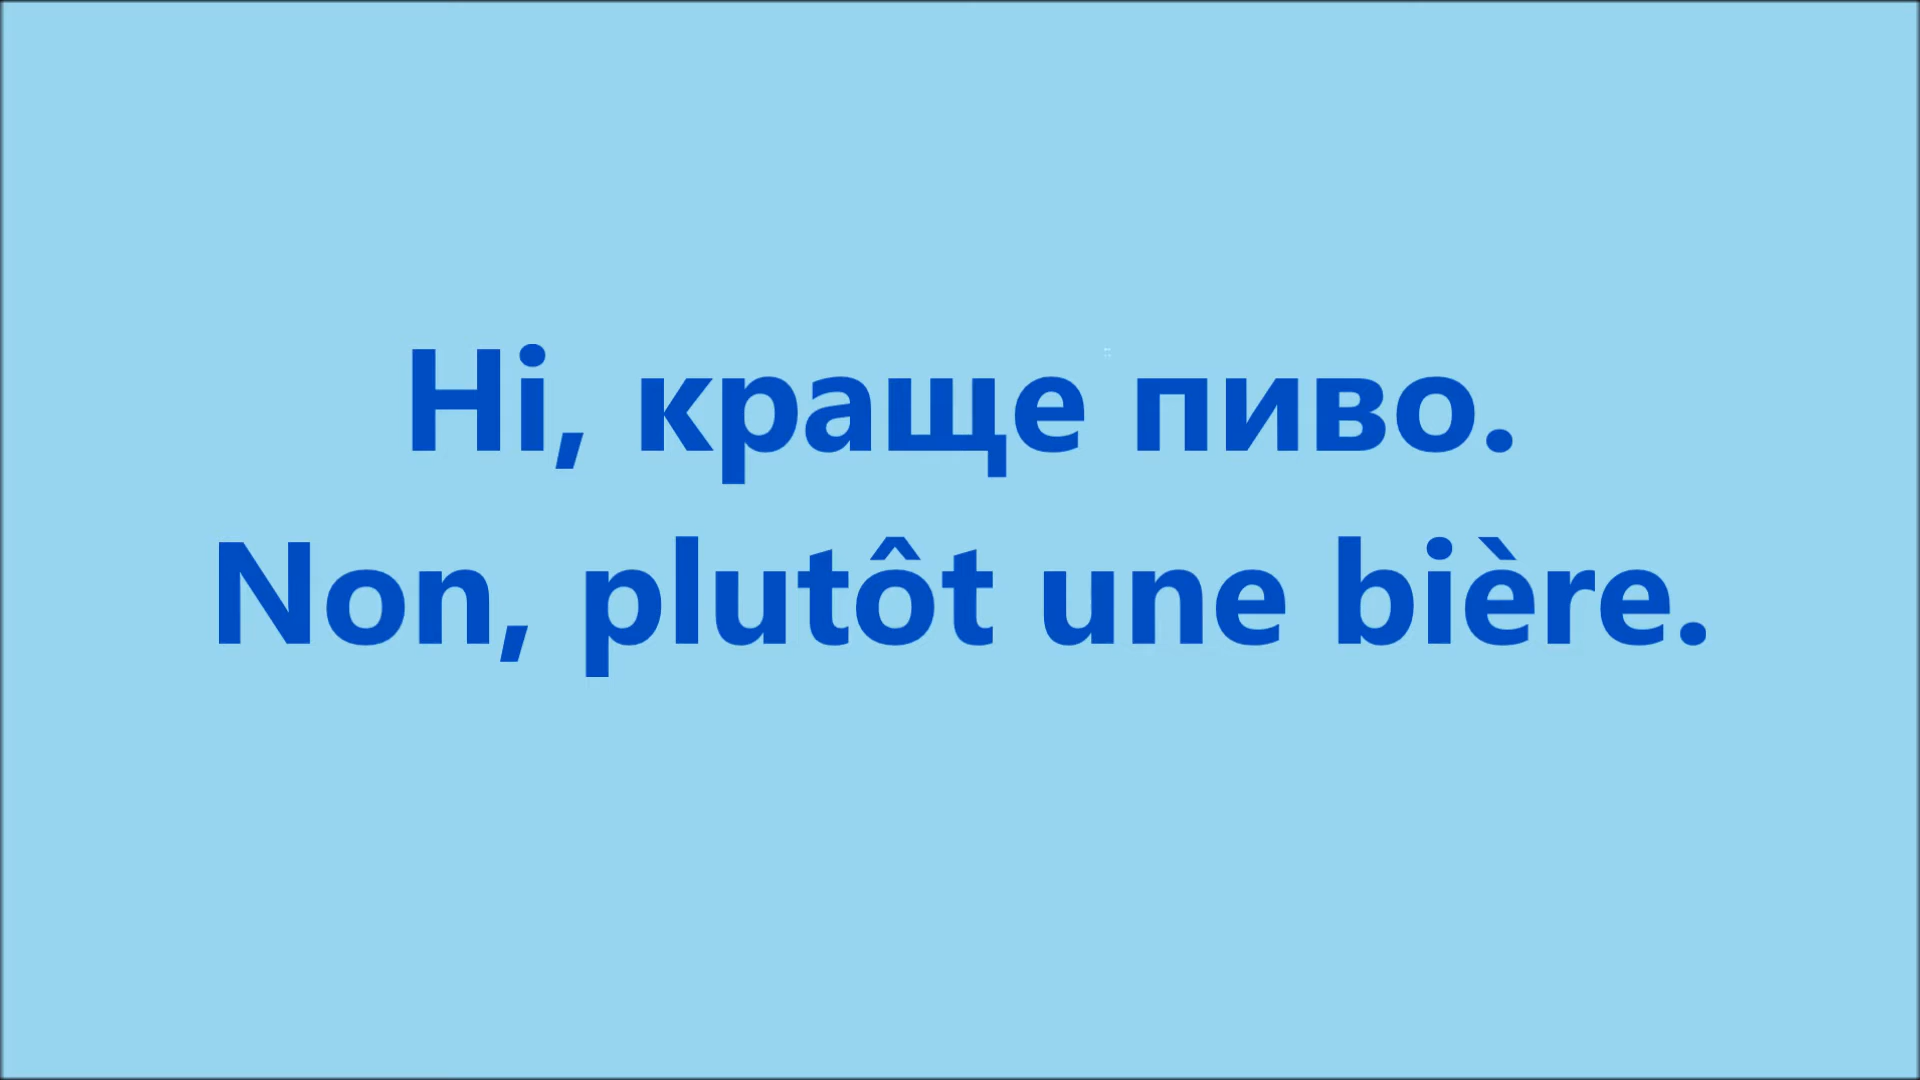 Ні, краще пиво.
Non, plutôt une bière.